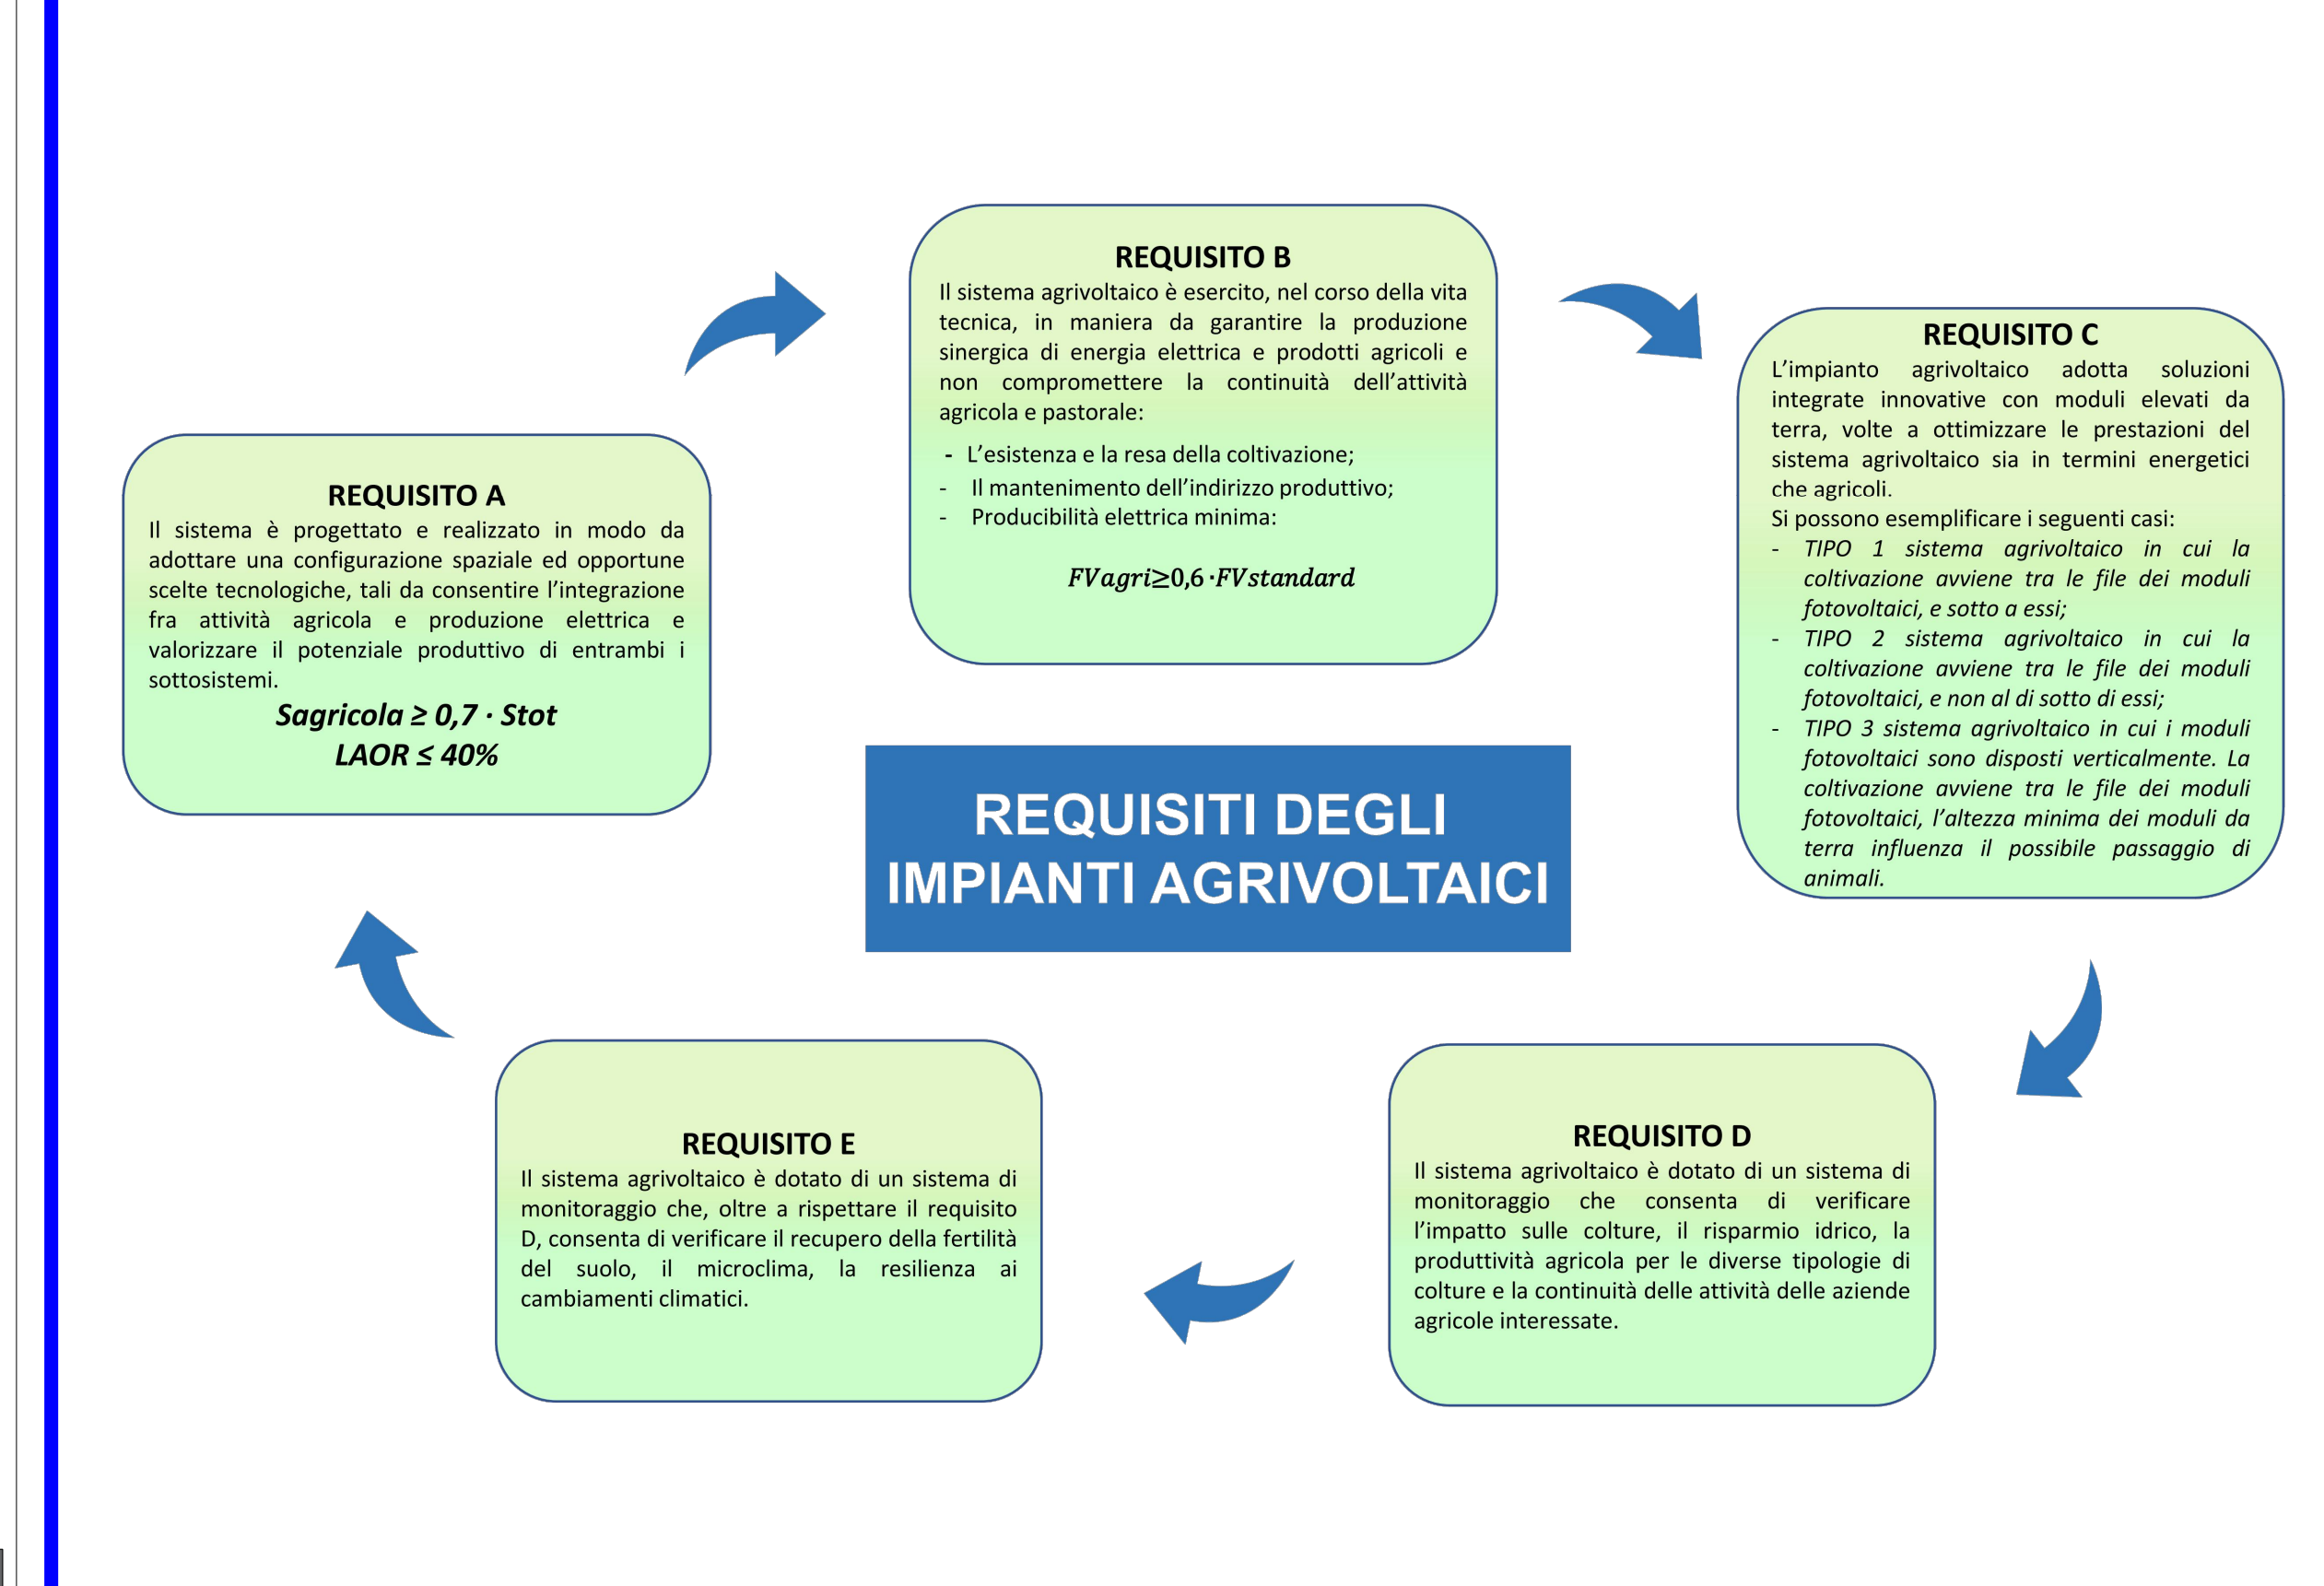 REQUISITO A
Il sistema è progettato e realizzato in modo da
adottare una configurazione spaziale ed opportune
scelte tecnologiche, tali da consentire l’integrazione
fra attività agricola e produzione elettrica e
valorizzare il potenziale produttivo di entrambi i
sottosistemi.
Sagricola ≥ 0,7 · Stot
LAOR ≤ 40%
REQUISITO B
Il sistema agrivoltaico è esercito, nel corso della vita
tecnica, in maniera da garantire la produzione
sinergica di energia elettrica e prodotti agricoli e
non compromettere la continuità dell’attività
agricola e pastorale:
- L’esistenza e la resa della coltivazione;
- Il mantenimento dell’indirizzo produttivo;
- Producibilità elettrica minima:
FVagri≥0,6 ·FVstandard
REQUISITO C
L’impianto agrivoltaico adotta soluzioni
integrate innovative con moduli elevati da
terra, volte a ottimizzare le prestazioni del
sistema agrivoltaico sia in termini energetici
che agricoli.
Si possono esemplificare i seguenti casi:
- TIPO 1 sistema agrivoltaico in cui la
coltivazione avviene tra le file dei moduli
fotovoltaici, e sotto a essi;
- TIPO 2 sistema agrivoltaico in cui la
coltivazione avviene tra le file dei moduli
fotovoltaici, e non al di sotto di essi;
- TIPO 3 sistema agrivoltaico in cui i moduli
fotovoltaici sono disposti verticalmente. La
coltivazione avviene tra le file dei moduli
fotovoltaici, l’altezza minima dei moduli da
terra influenza il possibile passaggio di
animali.
REQUISITI DEGLI
IMPIANTI AGRIVOLTAICI
REQUISITO E
Il sistema agrivoltaico è dotato di un sistema di
monitoraggio che, oltre a rispettare il requisito
D, consenta di verificare il recupero della fertilità
del suolo, il microclima, la resilienza ai
cambiamenti climatici.
REQUISITO D
Il sistema agrivoltaico è dotato di un sistema di
monitoraggio che consenta di verificare
l’impatto sulle colture, il risparmio idrico, la
produttività agricola per le diverse tipologie di
colture e la continuità delle attività delle aziende
agricole interessate.